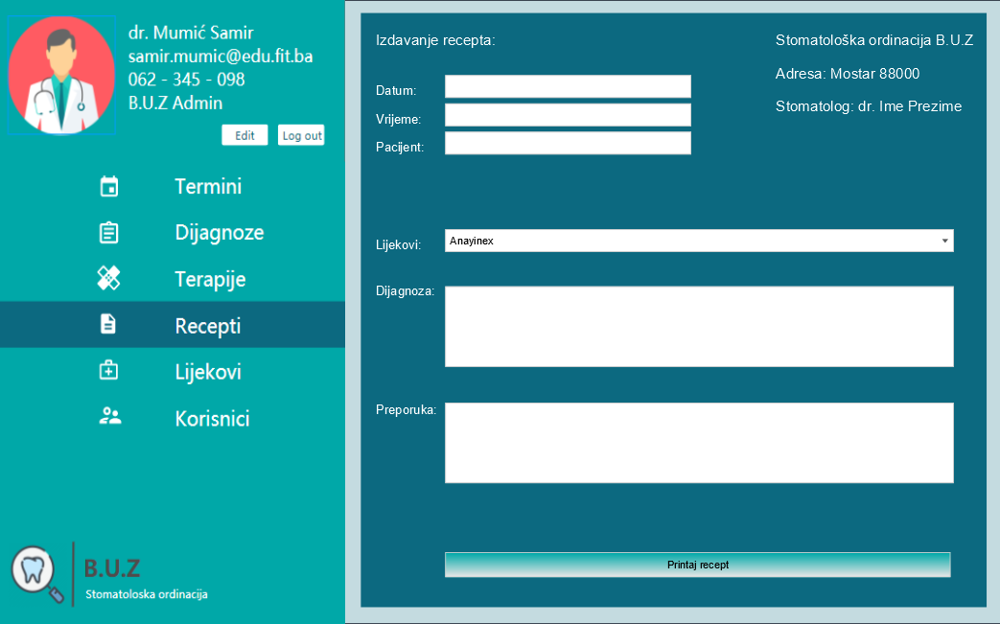 dr. Mumić Samir
samir.mumic@edu.fit.ba
062 - 345 - 098
B.U.Z Admin
Edit
Log out
Termini
Dijagnoze
Terapije
Recepti
Lijekovi
Korisnici
B.U.Z
Stomatoloska ordinacija
Izdavanje recepta:
Stomatološka ordinacija B.U.Z
Adresa: Mostar 88000
Stomatolog: dr. Ime Prezime
Datum:
Vrijeme:
Pacijent:
Lijekovi:
Anayinex
Dijagnoza:
Preporuka:
Printaj recept